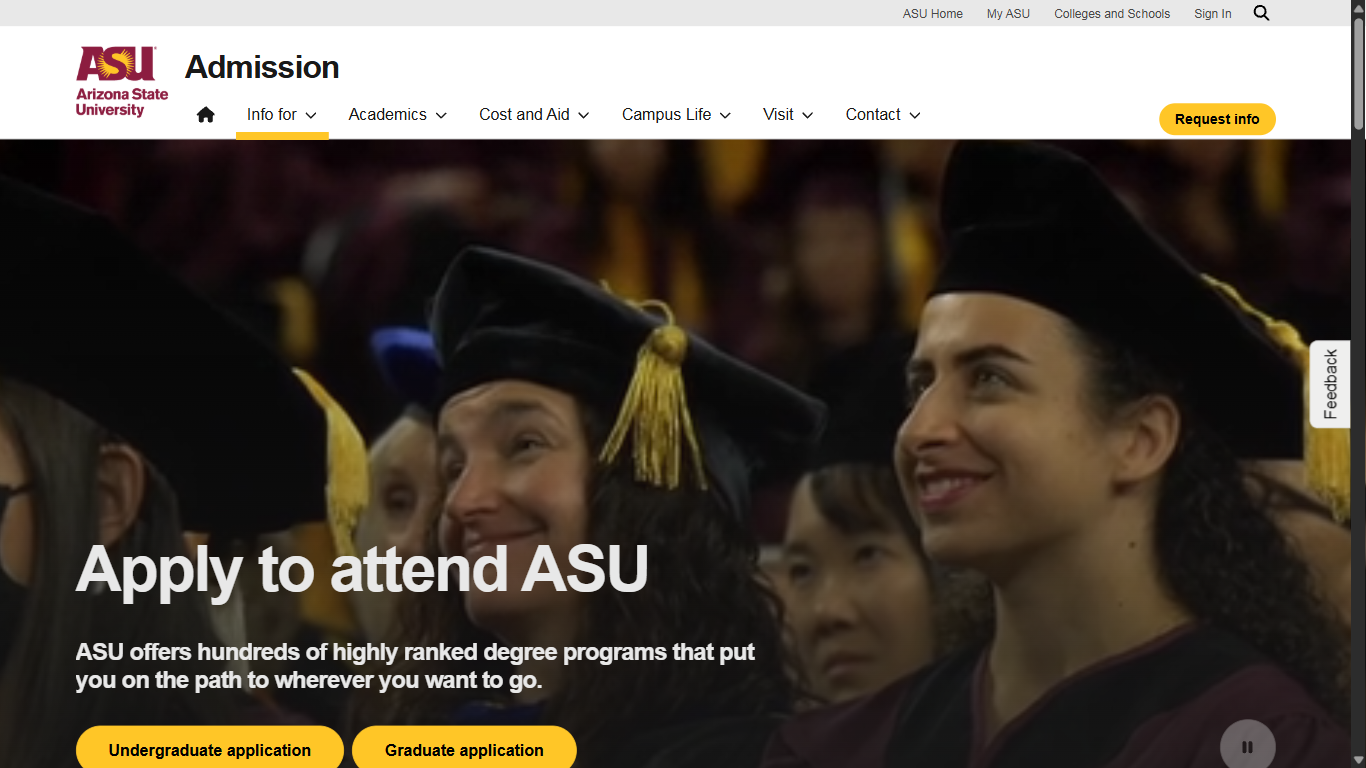 ASU Home My ASU Colleges and Schools Sign In
ASU
Arizona State
University
Admission
Info for Academics Cost and Aid Campus Life Visit Contact
Request info
Feedback
Apply to attend ASU
ASU offers hundreds of highly ranked degree programs that put
you on the path to wherever you want to go.
Undergraduate application Graduate application